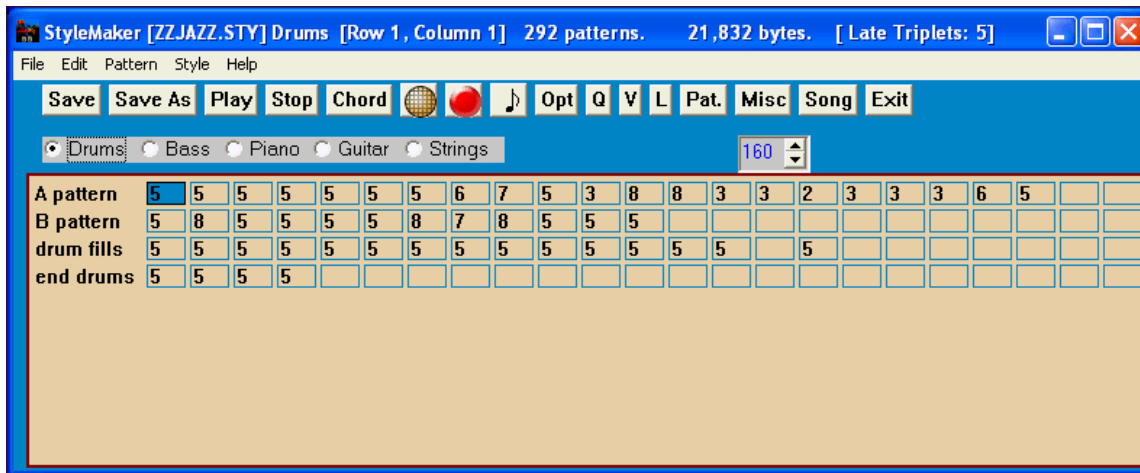 StyleMaker [ZZJAZZ.STY] Drums [Row 1, Column 1] 292 patterns. 21,832 bytes. [ Late Triplets: 5]
File Edit Pattern Style Help
Save Save As Play Stop Chord Opt Q V L Pat. Misc Song Exit
Drums Bass Piano Guitar Strings 160
A pattern 5 5 5 5 5 5 5 6 7 5 3 8 8 3 3 2 3 3 3 6 5
B pattern 5 8 5 5 5 5 8 7 8 5 5 5
drum fills 5 5 5 5 5 5 5 5 5 5 5 5 5 5 5
end drums 5 5 5 5